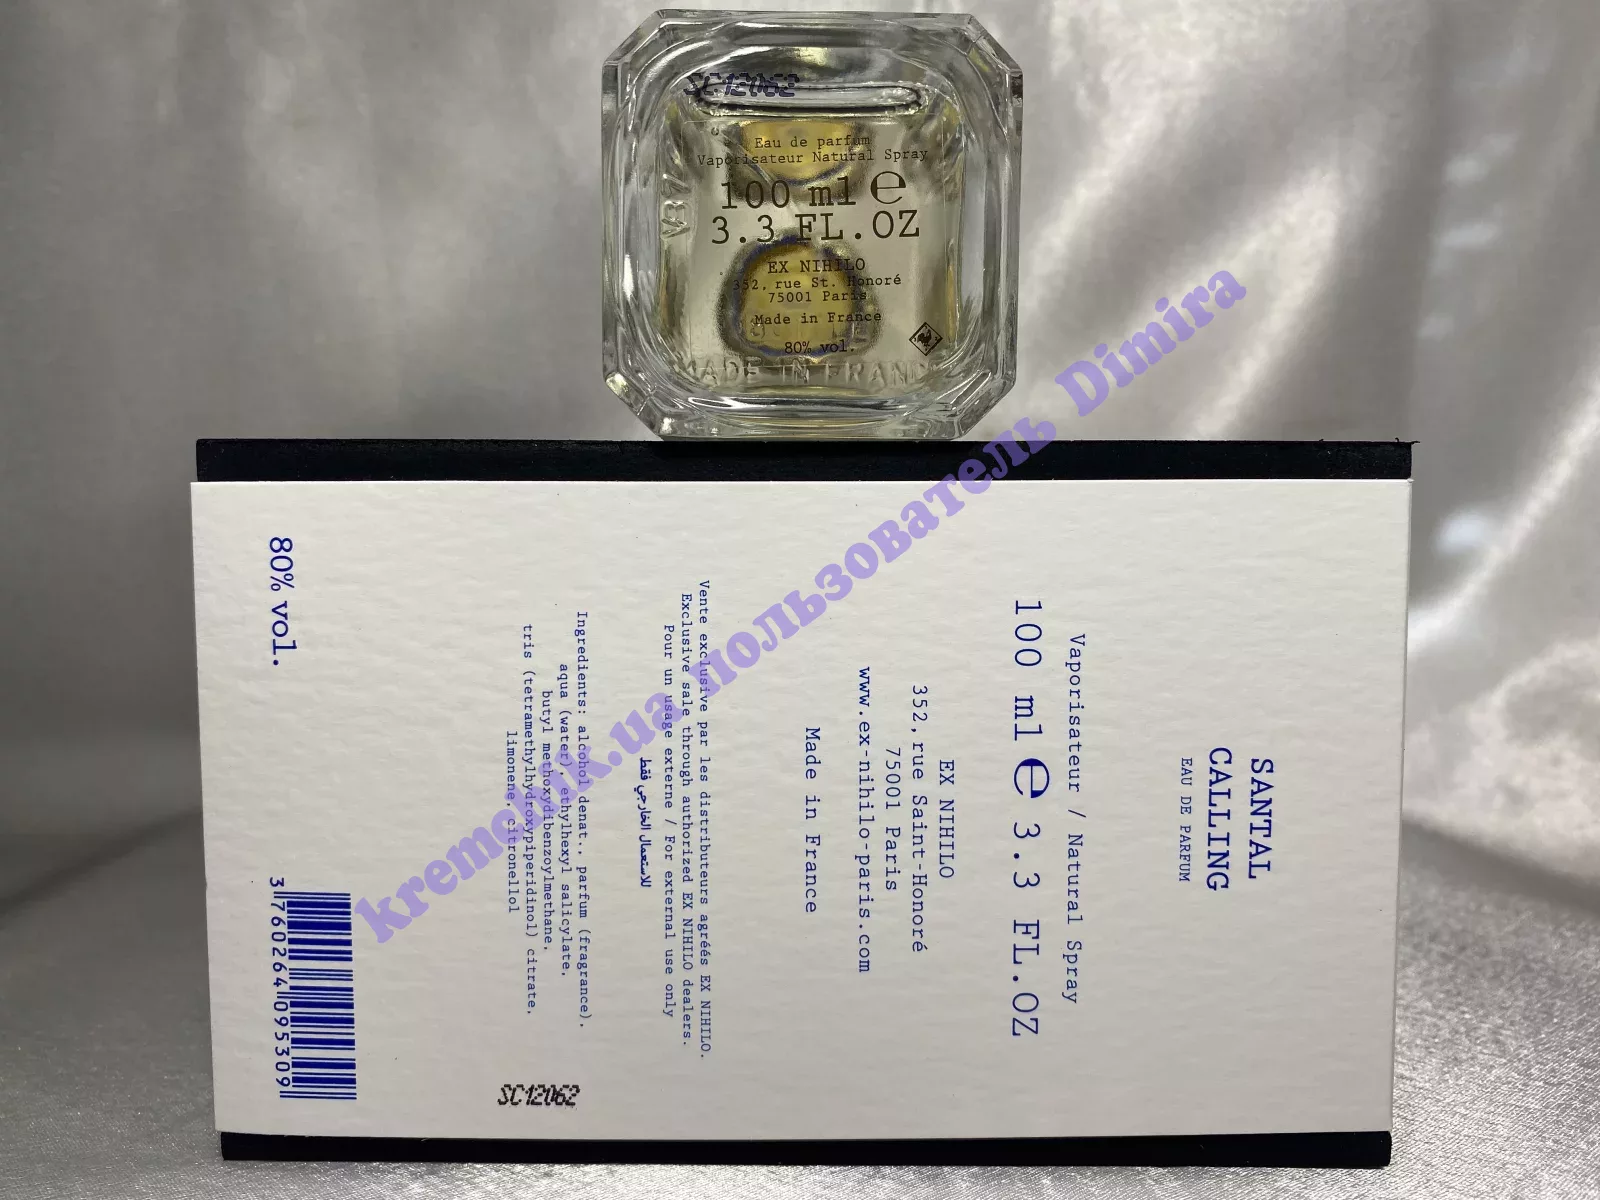 SC12062
Eau de parfum
Vaporisateur Natural Spray
100 ml e
3.3 FL.OZ
EX NIHILO
352, rue St. Honoré
75001 Paris
Made in France
80% vol.
V37
MADE IN FRANCE
SANTAL
CALLING
EAU DE PARFUM
Vaporisateur / Natural Spray
100 ml e 3.3 FL.OZ
EX NIHILO
352, rue Saint-Honoré
75001 Paris
www.ex-nihilo-paris.com
Made in France
Vente exclusive par les distributeurs agréés EX NIHILO.
Exclusive sale through authorized EX NIHILO dealers.
Pour un usage externe / For external use only
للاستعمال الخارجي فقط
Ingredients: alcohol denat., parfum (fragrance),
aqua (water), ethylhexyl salicylate,
butyl methoxydibenzoylmethane,
tris (tetramethylhydroxypiperidinol) citrate,
limonene, citronellol
SC12062
80% vol.
3 760264 095309
kremchik.ua пользователь Dimira